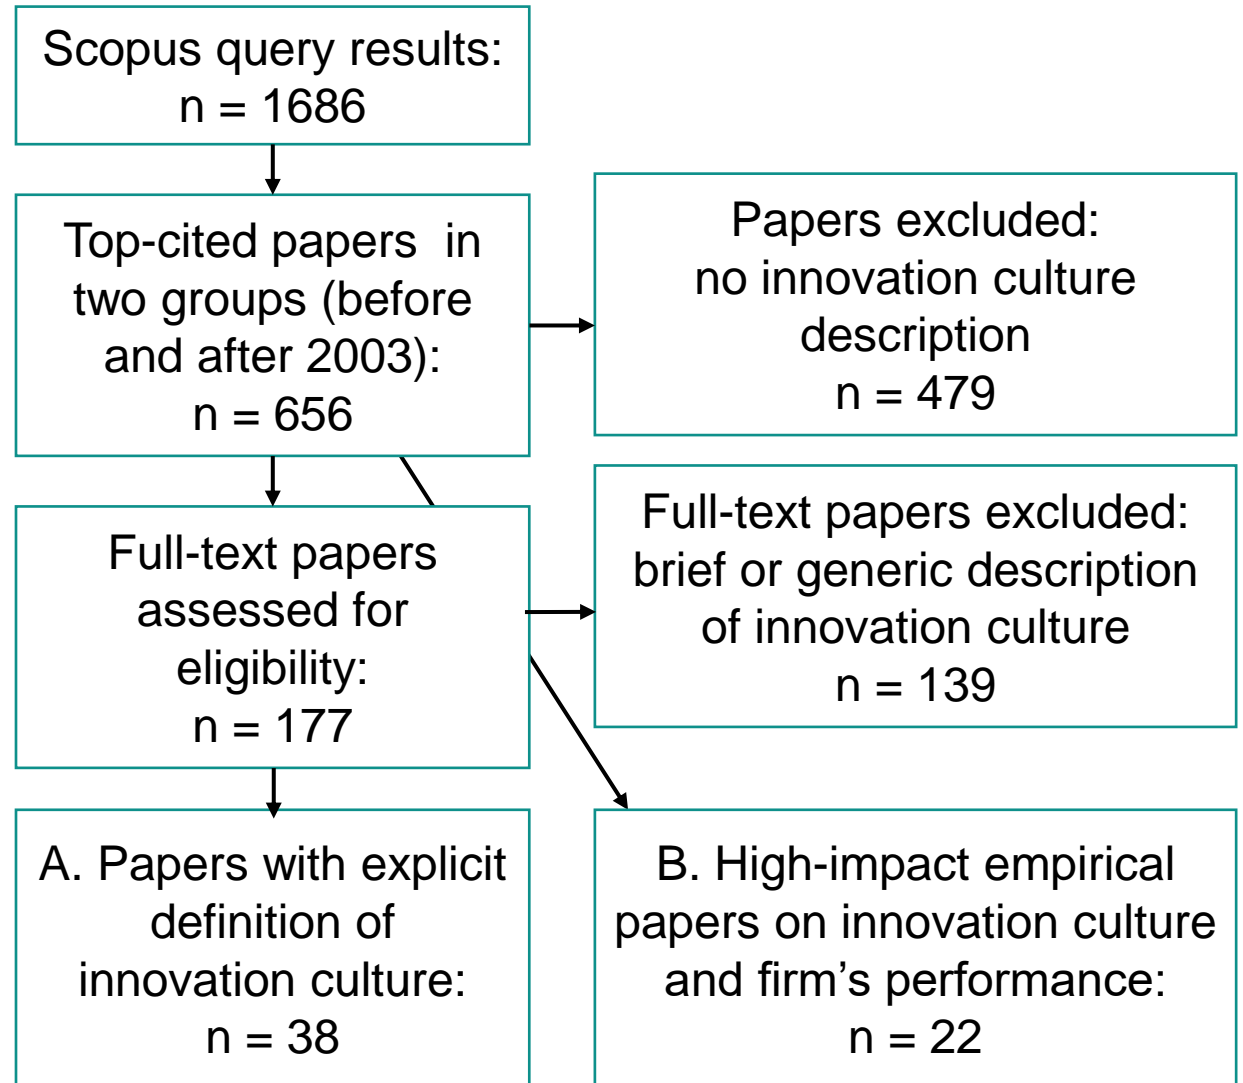 Scopus query results:
n = 1686
Top-cited papers in
two groups (before
and after 2003):
n = 656
Papers excluded:
no innovation culture
description
n = 479
Full-text papers
assessed for
eligibility:
n = 177
Full-text papers excluded:
brief or generic description
of innovation culture
n = 139
A. Papers with explicit
definition of
innovation culture:
n = 38
B. High-impact empirical
papers on innovation culture
and firm’s performance:
n = 22